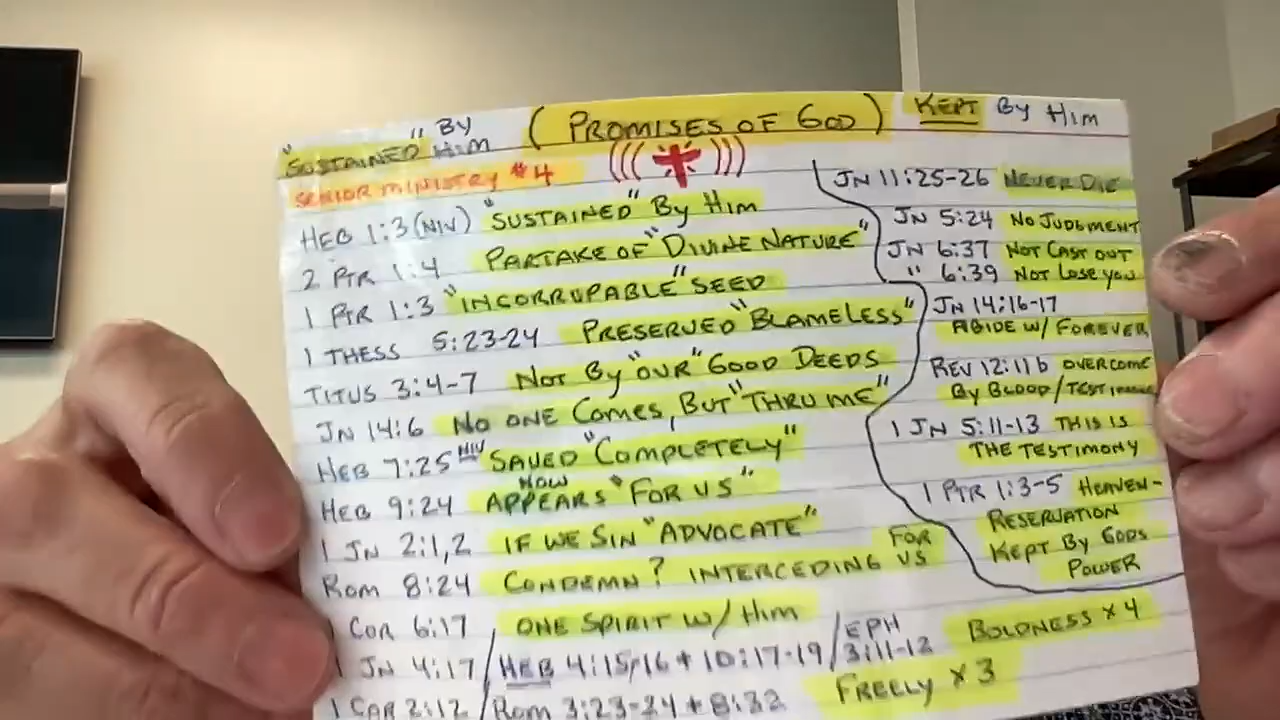 "SUSTAINED" BY HIM
(PROMISES OF GOD)
KEPT BY HIM
SENIOR MINISTRY #4
HEB 1:3 (NIV) "SUSTAINED" BY HIM
2 PTR 1:4 PARTAKE OF "DIVINE NATURE"
1 PTR 1:3 "INCORRUPABLE" SEED
1 THESS 5:23-24 PRESERVED "BLAMELESS"
TITUS 3:4-7 NOT BY "OUR" GOOD DEEDS
JN 14:6 NO ONE COMES, BUT "THRU ME"
HEB 7:25 NIV SAVED "COMPLETELY"
HEB 9:24 NOW APPEARS "FOR US"
1 JN 2:1,2 IF WE SIN "ADVOCATE"
ROM 8:24 CONDEMN? INTERCEDING FOR US
1 COR 6:17 ONE SPIRIT W/ HIM
1 JN 4:17 / HEB 4:15,16 + 10:17-19 / EPH 3:11-12 BOLDNESS x 4
1 COR 2:12 / ROM 3:23-24 + 8:32 FREELY x 3
JN 11:25-26 NEVER DIE
JN 5:24 NO JUDGMENT
JN 6:37 NOT CAST OUT
" 6:39 NOT LOSE YOU
JN 14:16-17
ABIDE W/ FOREVER
REV 12:11b OVERCOME
BY BLOOD/TESTIMONY
1 JN 5:11-13 THIS IS
THE TESTIMONY
1 PTR 1:3-5 HEAVEN-
RESERVATION
KEPT BY GODS
POWER